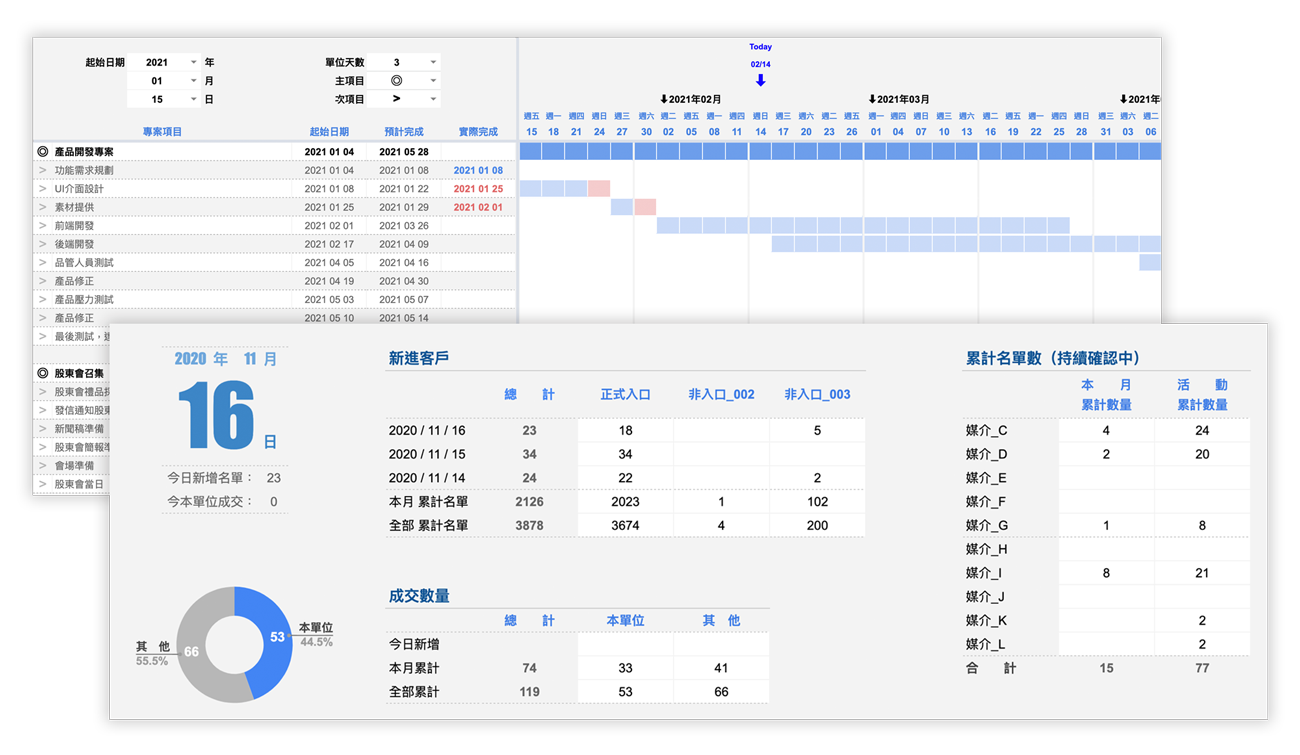 Today
起始日期 2021 年 單位天數 3 02/14
01 月 主項目 ◎
15 日 次項目 > 2021年02月 2021年03月 2021年
週五 週一 週四 週日 週三 週六 週二 週五 週一 週四 週日 週三 週六 週二 週五 週一 週四 週日 週三 週六 週二 週五 週一 週四 週日 週三 週六 週二
專案項目 起始日期 預計完成 實際完成 15 18 21 24 27 30 02 05 08 11 14 17 20 23 26 01 04 07 10 13 16 19 22 25 28 31 03 06
◎ 產品開發專案 2021 01 04 2021 05 28
> 功能需求規劃 2021 01 04 2021 01 08 2021 01 08
> UI介面設計 2021 01 08 2021 01 22 2021 01 25
> 素材提供 2021 01 25 2021 01 29 2021 02 01
> 前端開發 2021 02 01 2021 03 26
> 後端開發 2021 02 17 2021 04 09
> 品管人員測試 2021 04 05 2021 04 16
> 產品修正 2021 04 19 2021 04 30
> 產品壓力測試 2021 05 03 2021 05 07
> 產品修正 2021 05 10 2021 05 14
> 最後測試，
◎ 股東會召集
> 股東會禮品
> 發信通知股東
> 新聞稿準備
> 股東會簡報
> 會場準備
> 股東會當日
2020 年 11 月
16 日
今日新增名單： 23
今本單位成交： 0
其 他
55.5%
66
53
本單位
44.5%
新進客戶
總 計 正式入口 非入口_002 非入口_003
2020 / 11 / 16 23 18 5
2020 / 11 / 15 34 34
2020 / 11 / 14 24 22 2
本月 累計名單 2126 2023 1 102
全部 累計名單 3878 3674 4 200
成交數量
總 計 本單位 其 他
今日新增
本月累計 74 33 41
全部累計 119 53 66
累計名單數（持續確認中）
本 月 活 動
累計數量 累計數量
媒介_C 4 24
媒介_D 2 20
媒介_E
媒介_F
媒介_G 1 8
媒介_H
媒介_I 8 21
媒介_J
媒介_K 2
媒介_L 2
合 計 15 77